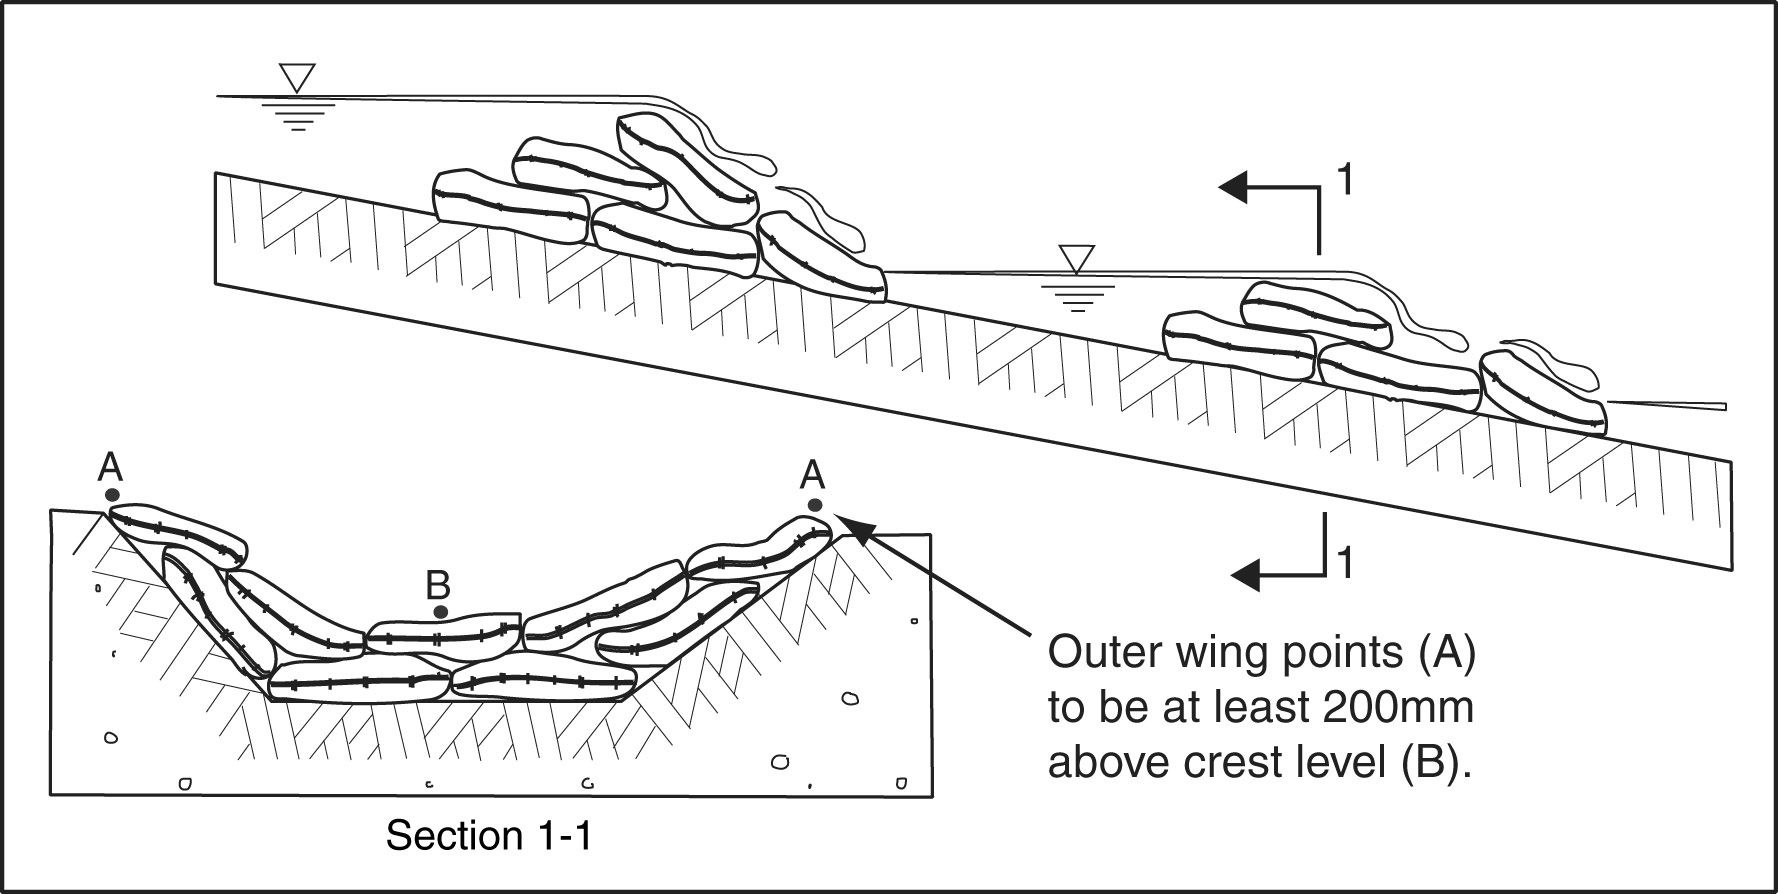 1
A
A
B
1
Outer wing points (A)
to be at least 200mm
above crest level (B).
Section 1-1